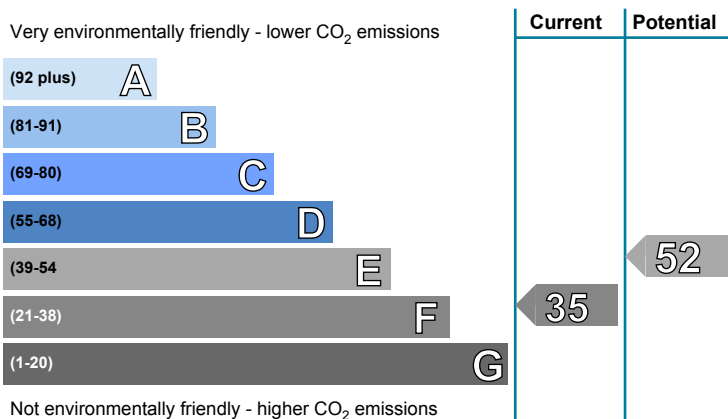 Very environmentally friendly - lower CO2 emissions
Current
Potential
(92 plus) A
(81-91) B
(69-80) C
(55-68) D
(39-54 E
(21-38) F
(1-20) G
35
52
Not environmentally friendly - higher CO2 emissions